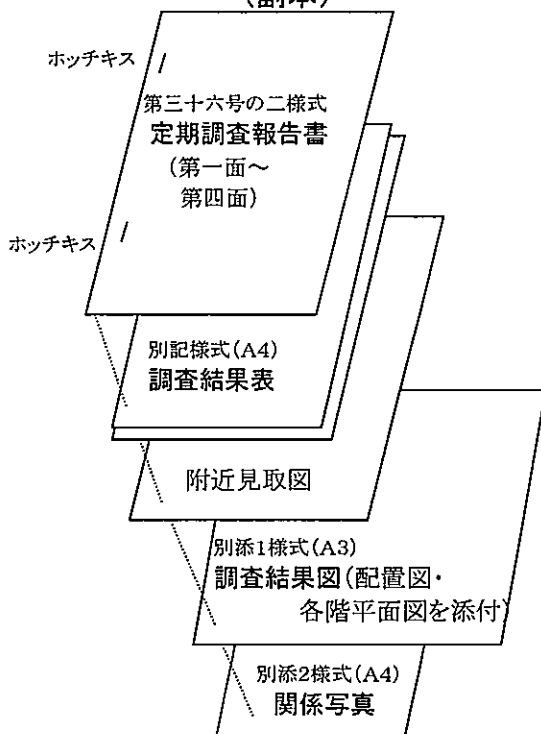 (副本)
ホッチキス
第三十六号の二様式
定期調査報告書
(第一面～
第四面)
ホッチキス
別記様式(A4)
調査結果表
附近見取図
別添1様式(A3)
調査結果図(配置図・
各階平面図を添付)
別添2様式(A4)
関係写真